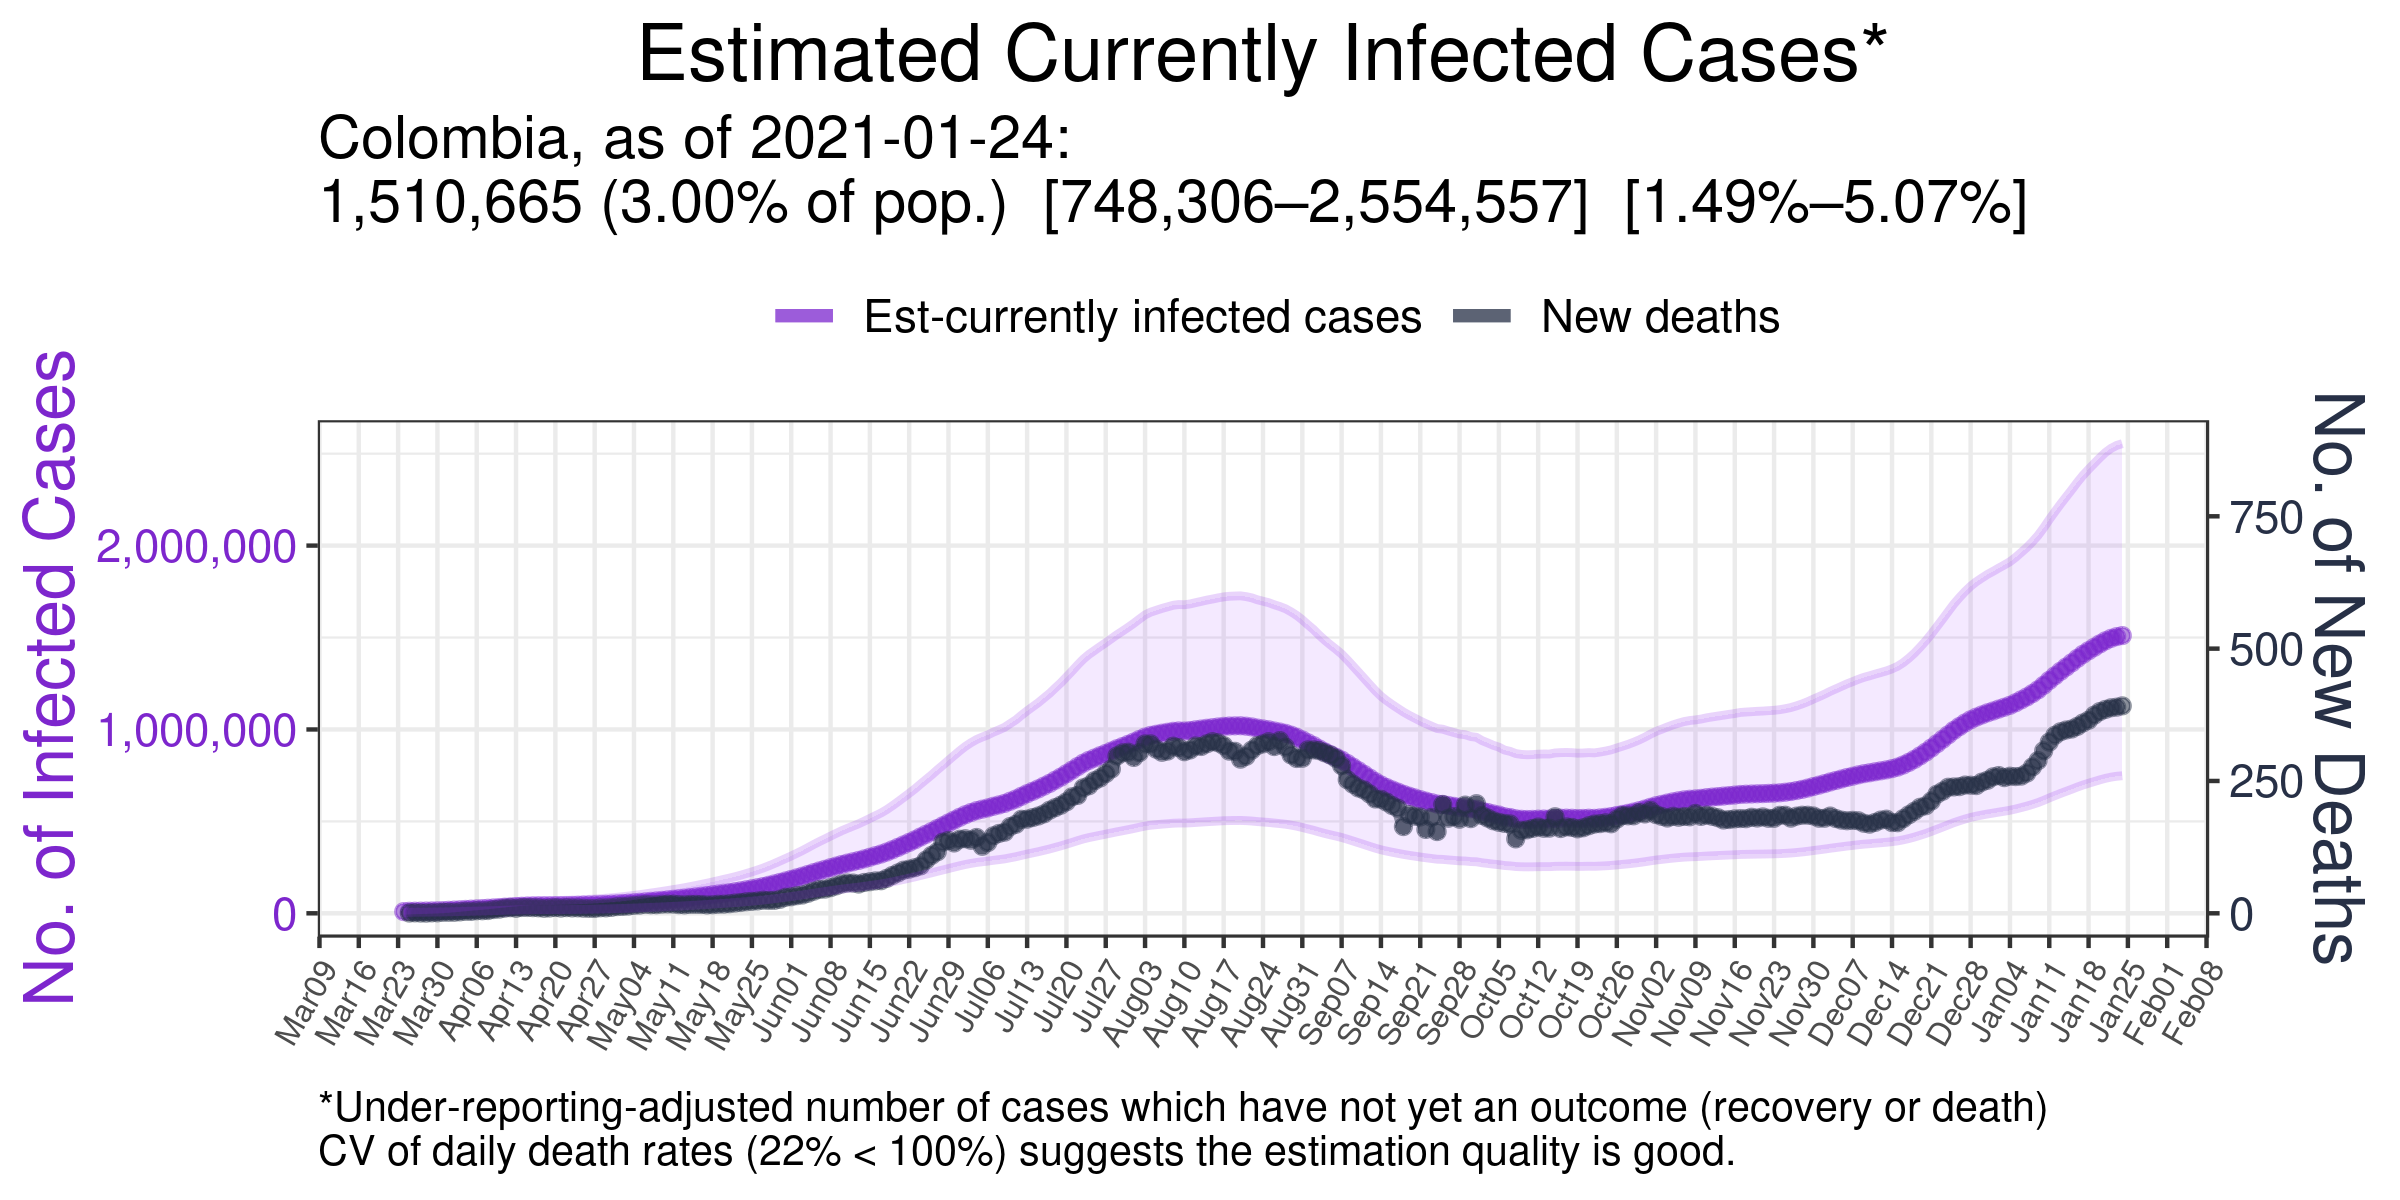 Estimated Currently Infected Cases*
Colombia, as of 2021-01-24:
1,510,665 (3.00% of pop.) [748,306–2,554,557] [1.49%–5.07%]
Est-currently infected cases New deaths
No. of Infected Cases
2,000,000
1,000,000
0
750
500
250
0
No. of New Deaths
Mar09 Mar16 Mar23 Mar30 Apr06 Apr13 Apr20 Apr27 May04 May11 May18 May25 Jun01 Jun08 Jun15 Jun22 Jun29 Jul06 Jul13 Jul20 Jul27 Aug03 Aug10 Aug17 Aug24 Aug31 Sep07 Sep14 Sep21 Sep28 Oct05 Oct12 Oct19 Oct26 Nov02 Nov09 Nov16 Nov23 Nov30 Dec07 Dec14 Dec21 Dec28 Jan04 Jan11 Jan18 Jan25 Feb01 Feb08
*Under-reporting-adjusted number of cases which have not yet an outcome (recovery or death)
CV of daily death rates (22% < 100%) suggests the estimation quality is good.